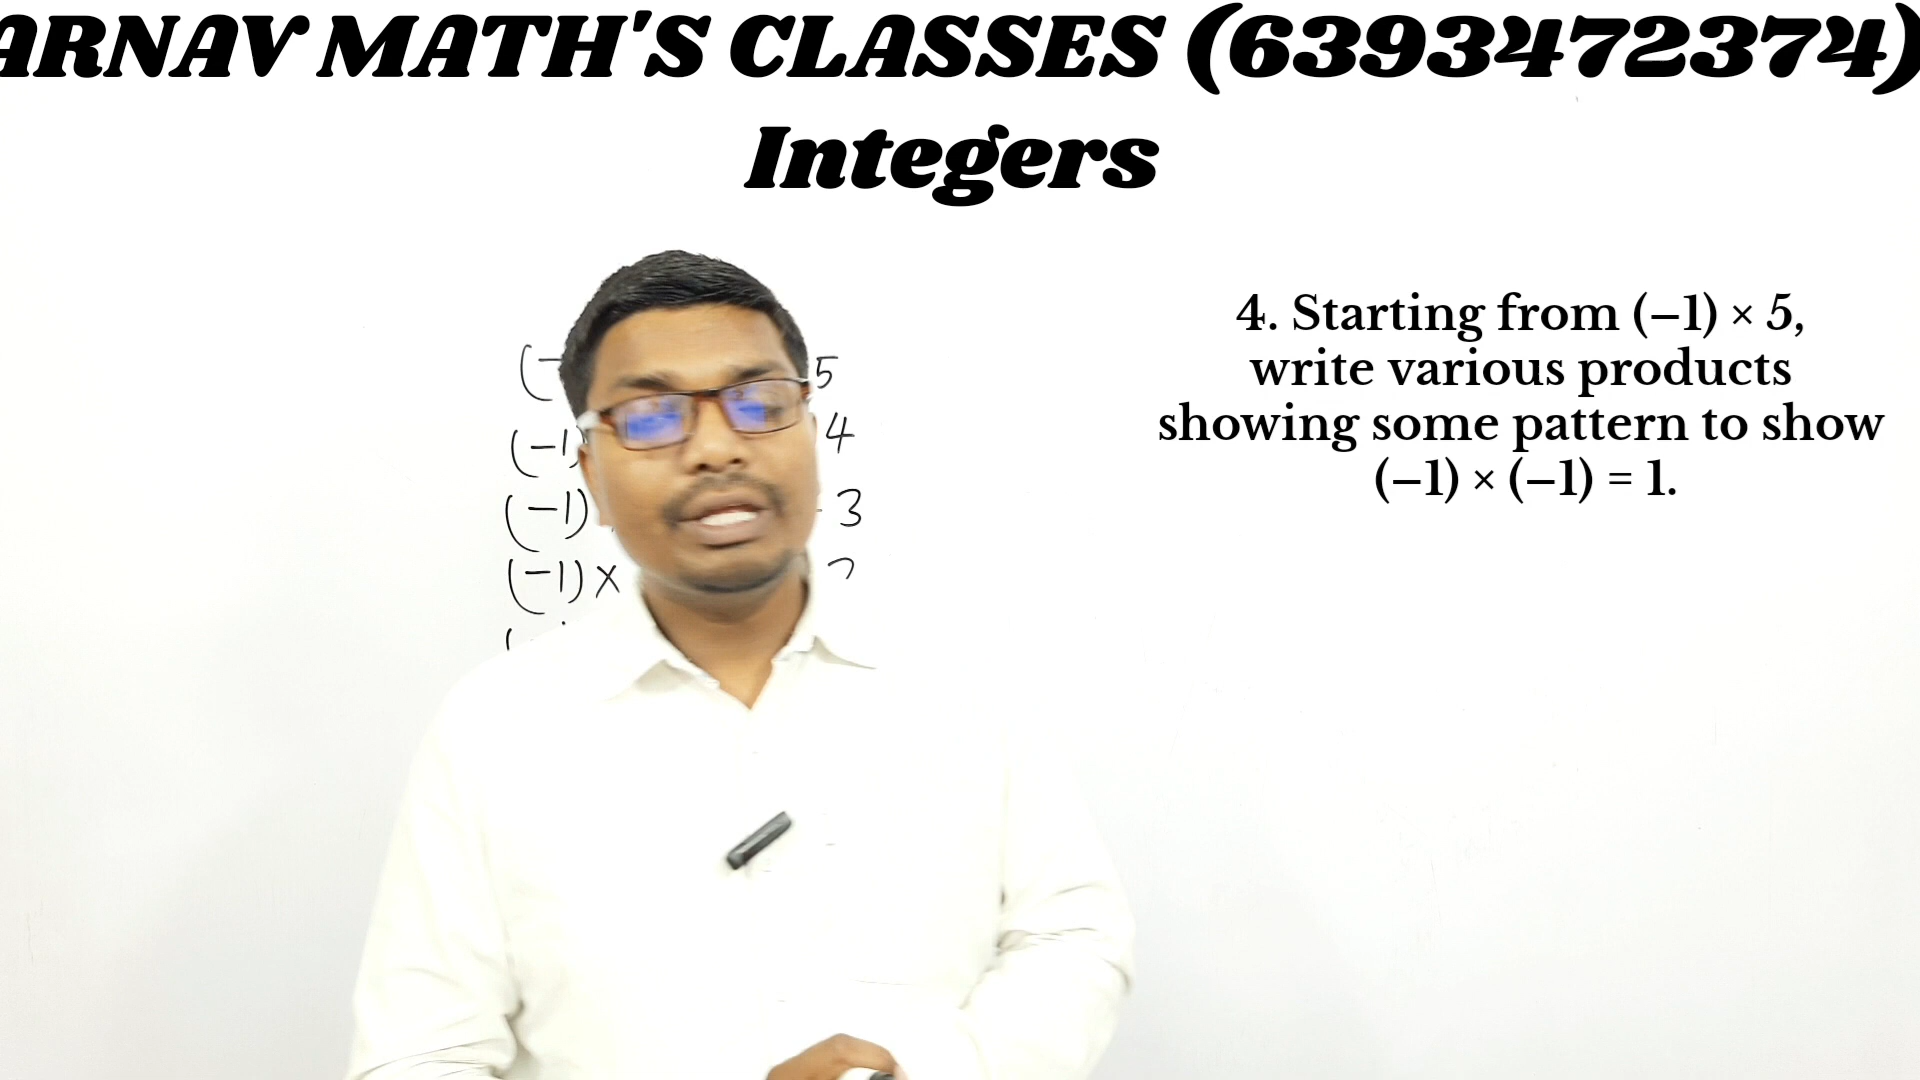 ARNAV MATH'S CLASSES (6393472374)
Integers
4. Starting from (–1) × 5,
write various products
showing some pattern to show
(–1) × (–1) = 1.
(- 5
(-1) 4
(-1) - 3
(-1) ×